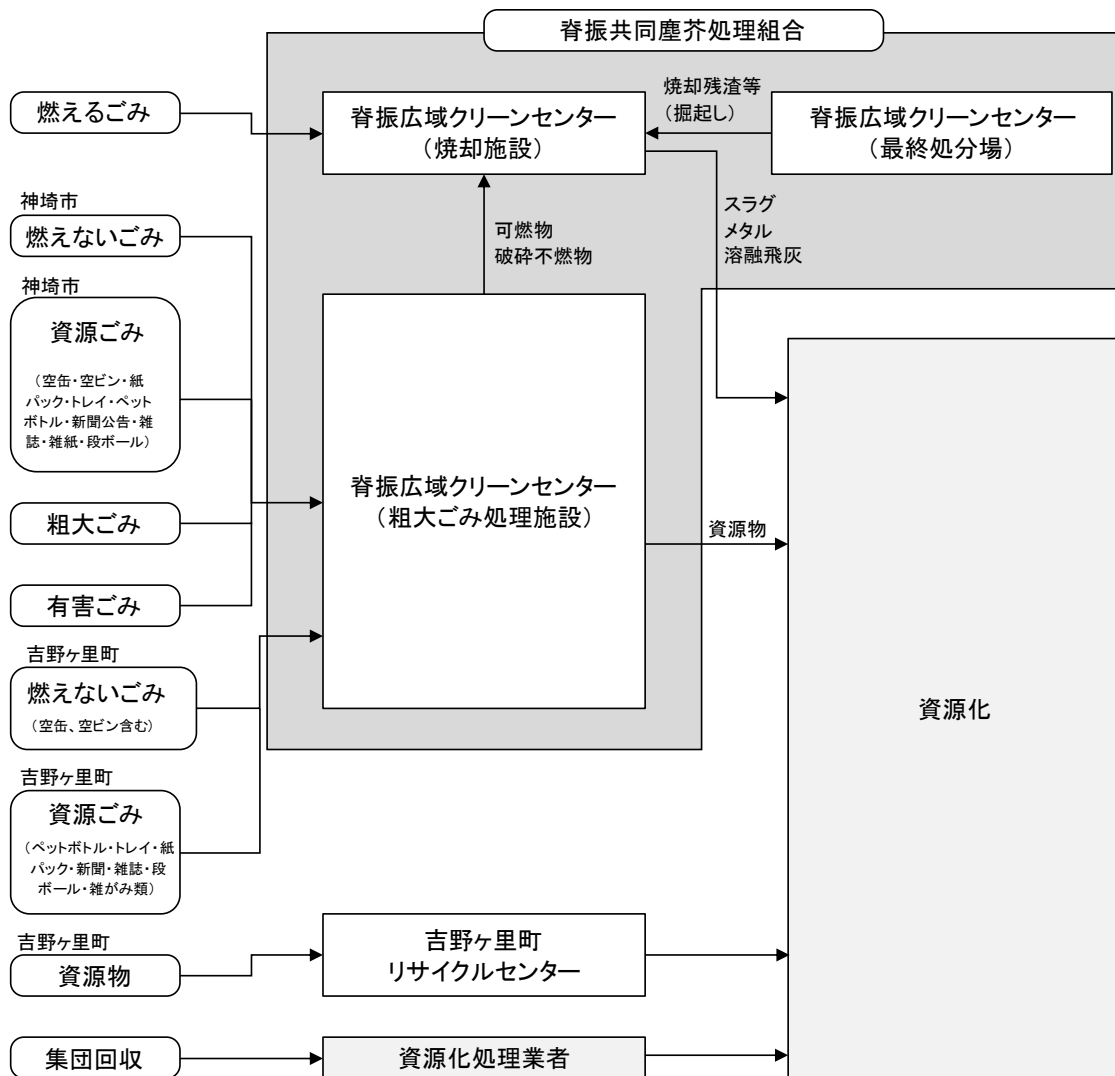 脊振共同塵芥処理組合
燃えるごみ
脊振広域クリーンセンター
（焼却施設）
焼却残渣等
（掘起し）
脊振広域クリーンセンター
（最終処分場）
神埼市
燃えないごみ
可燃物
破砕不燃物
スラグ
メタル
溶融飛灰
神埼市
資源ごみ
（空缶・空ビン・紙
パック・トレイ・ペット
ボトル・新聞公告・雑
誌・雑紙・段ボール）
脊振広域クリーンセンター
（粗大ごみ処理施設）
粗大ごみ
資源物
有害ごみ
吉野ヶ里町
燃えないごみ
（空缶、空ビン含む）
資源化
吉野ヶ里町
資源ごみ
（ペットボトル・トレイ・紙
パック・新聞・雑誌・段
ボール・雑がみ類）
吉野ヶ里町
資源物
吉野ヶ里町
リサイクルセンター
集団回収
資源化処理業者